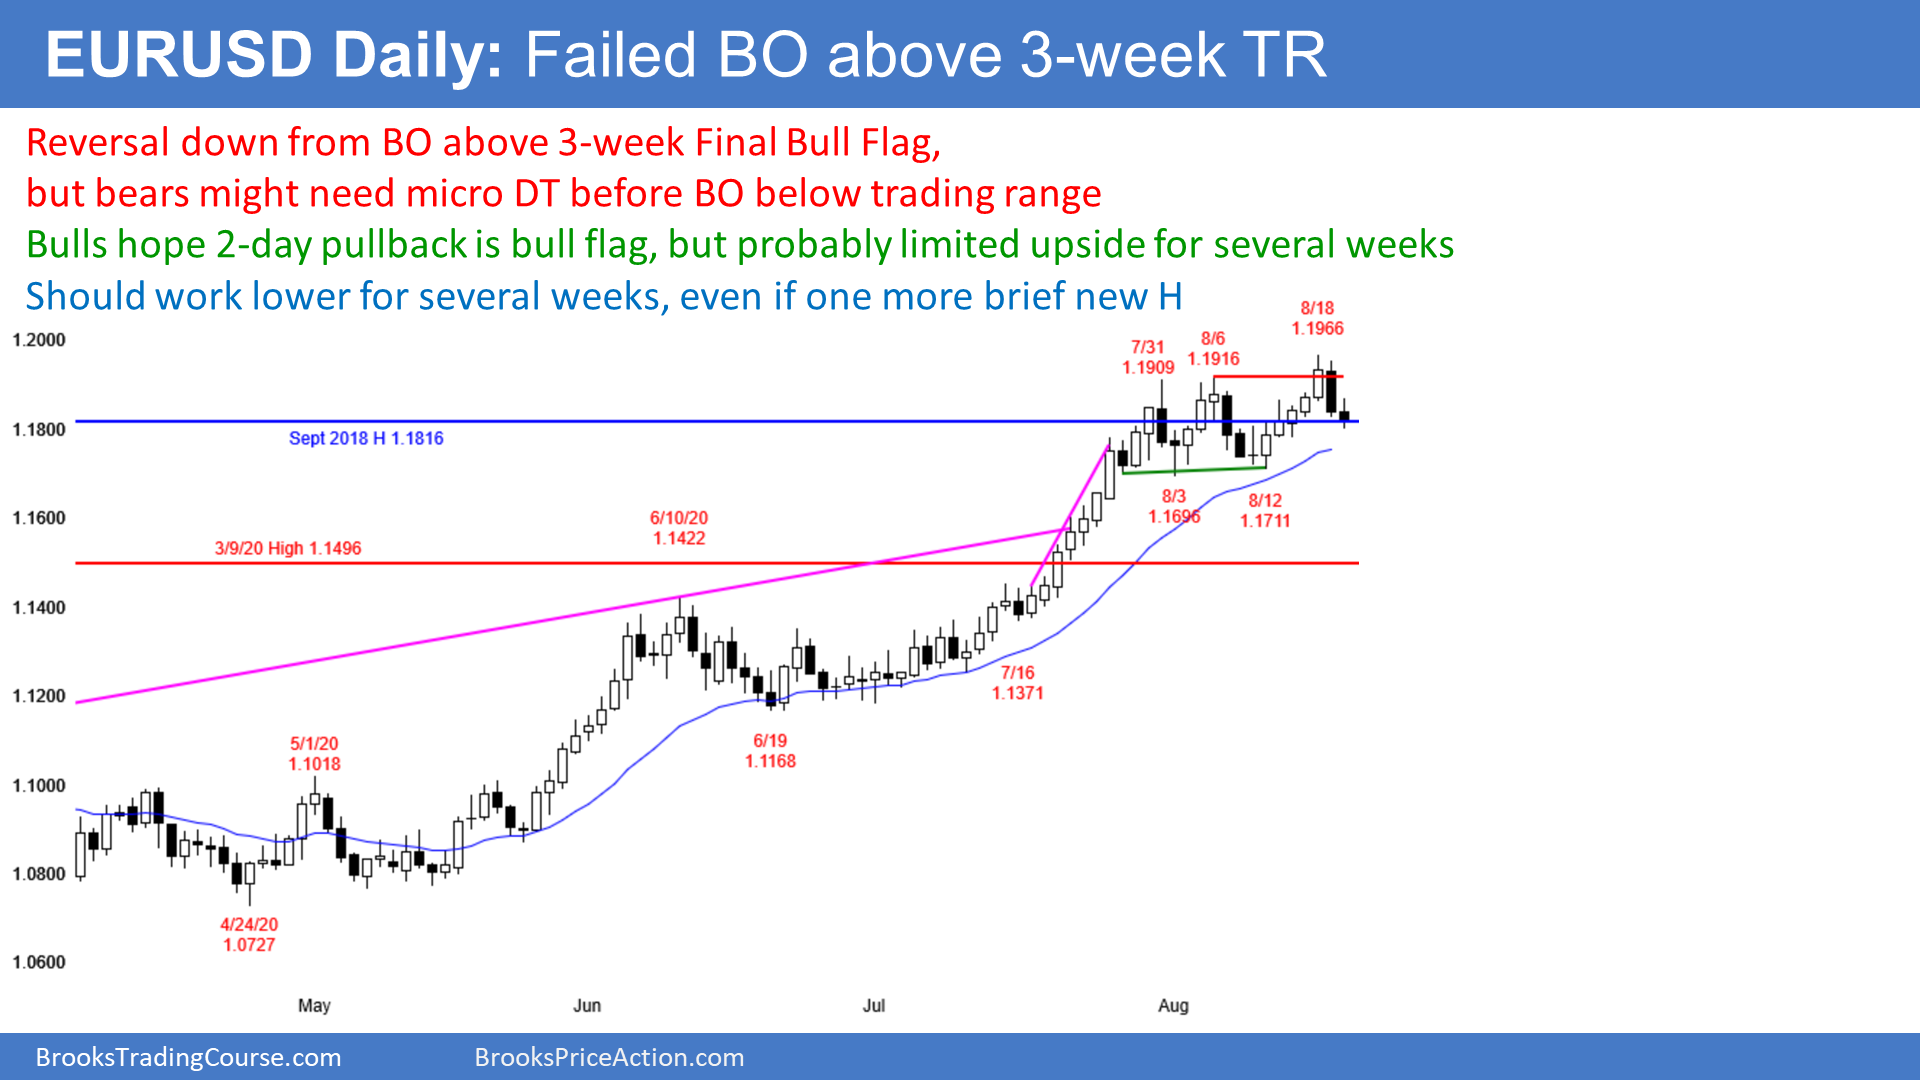 EURUSD Daily: Failed BO above 3-week TR
Reversal down from BO above 3-week Final Bull Flag,
but bears might need micro DT before BO below trading range
Bulls hope 2-day pullback is bull flag, but probably limited upside for several weeks
Should work lower for several weeks, even if one more brief new H
8/18
1.1966
1.2000
7/31
1.1909
8/6
1.1916
1.1800
Sept 2018 H 1.1816
8/3
1.1696
8/12
1.1711
1.1600
6/10/20
1.1422
3/9/20 High 1.1496
1.1400
7/16
1.1371
1.1200
6/19
1.1168
5/1/20
1.1018
1.1000
1.0800
4/24/20
1.0727
1.0600
May
Jun
Jul
Aug
BrooksTradingCourse.com
BrooksPriceAction.com